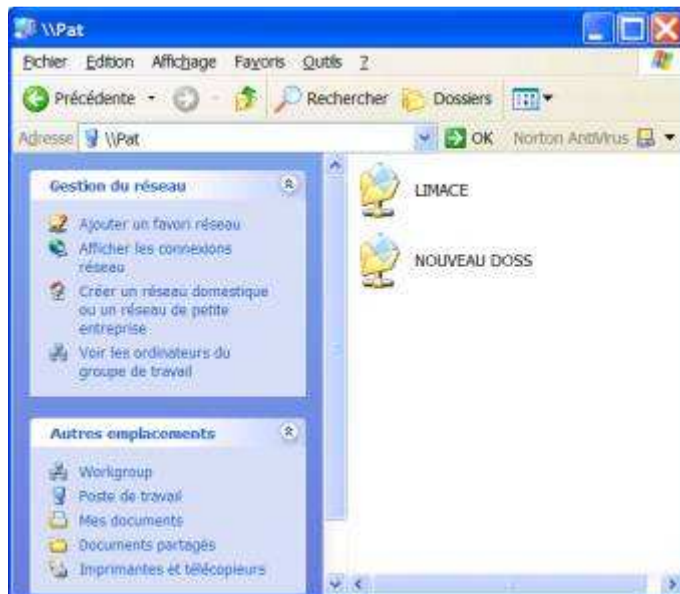 \\Pat
Fichier Edition Affichage Favoris Outils ?
Précédente Rechercher Dossiers
Adresse \\Pat OK Norton AntiVirus
Gestion du réseau
Ajouter un favori réseau
Afficher les connexions
réseau
Créer un réseau domestique
ou un réseau de petite
entreprise
Voir les ordinateurs du
groupe de travail
Autres emplacements
Workgroup
Poste de travail
Mes documents
Documents partagés
Imprimantes et télécopieurs
LIMACE
NOUVEAU DOSS